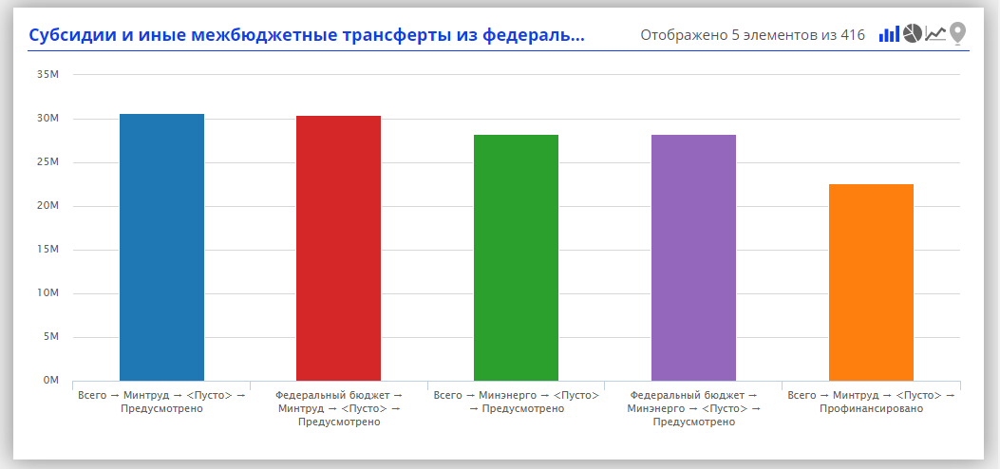 Субсидии и иные межбюджетные трансферты из федераль...
Отображено 5 элементов из 416
35M
30M
25M
20M
15M
10M
5M
0M
Всего → Минтруд → <Пусто> →
Предусмотрено
Федеральный бюджет →
Минтруд → <Пусто> →
Предусмотрено
Всего → Минэнерго → <Пусто>
→ Предусмотрено
Федеральный бюджет →
Минэнерго → <Пусто> →
Предусмотрено
Всего → Минтруд → <Пусто> →
Профинансировано